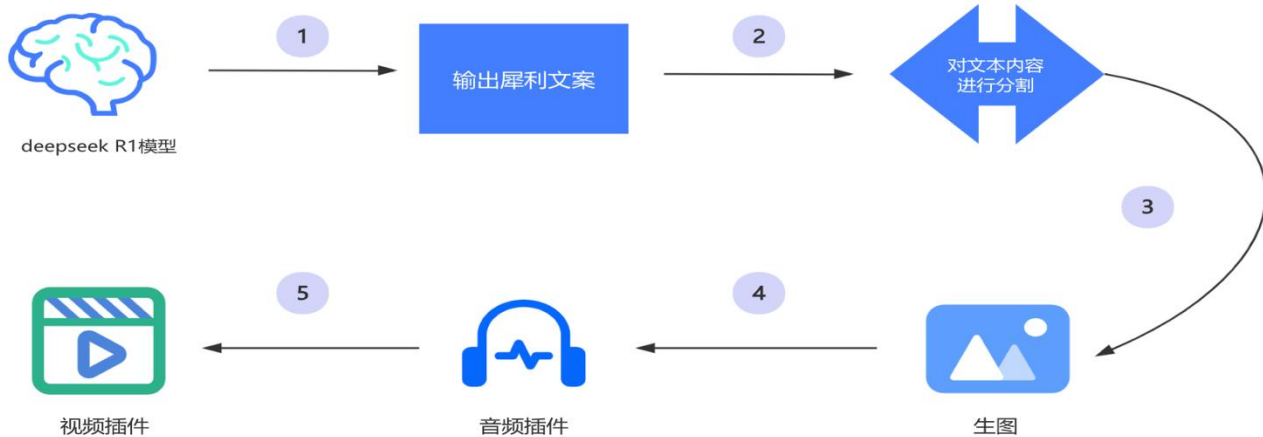 1
2
输出犀利文案
对文本内容
进行分割
deepseek R1模型
3
5
4
视频插件
音频插件
生图